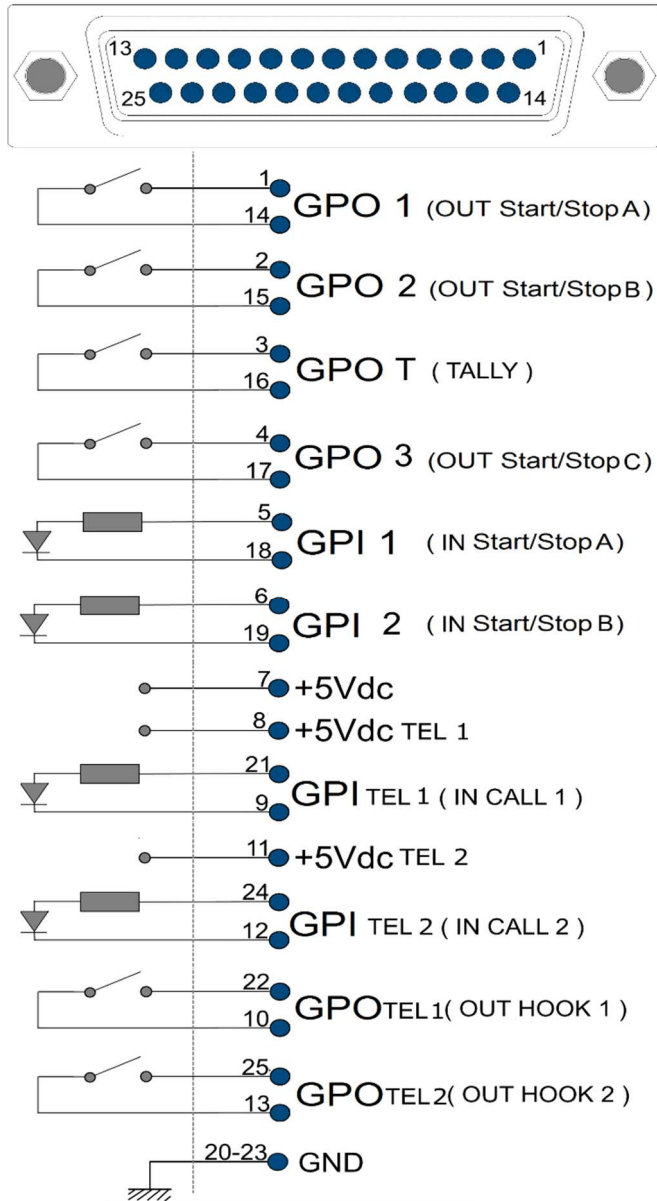 13 1
25 14
1
GPO 1 (OUT Start/Stop A)
14
2
GPO 2 (OUT Start/Stop B)
15
3
GPO T ( TALLY )
16
4
GPO 3 (OUT Start/Stop C)
17
5
GPI 1 ( IN Start/Stop A)
18
6
GPI 2 ( IN Start/Stop B)
19
7 +5Vdc
8 +5Vdc TEL 1
21
GPI TEL 1 ( IN CALL 1 )
9
11 +5Vdc TEL 2
24
GPI TEL 2 ( IN CALL 2 )
12
22
GPO TEL1 ( OUT HOOK 1 )
10
25
GPO TEL2 ( OUT HOOK 2 )
13
20-23 GND